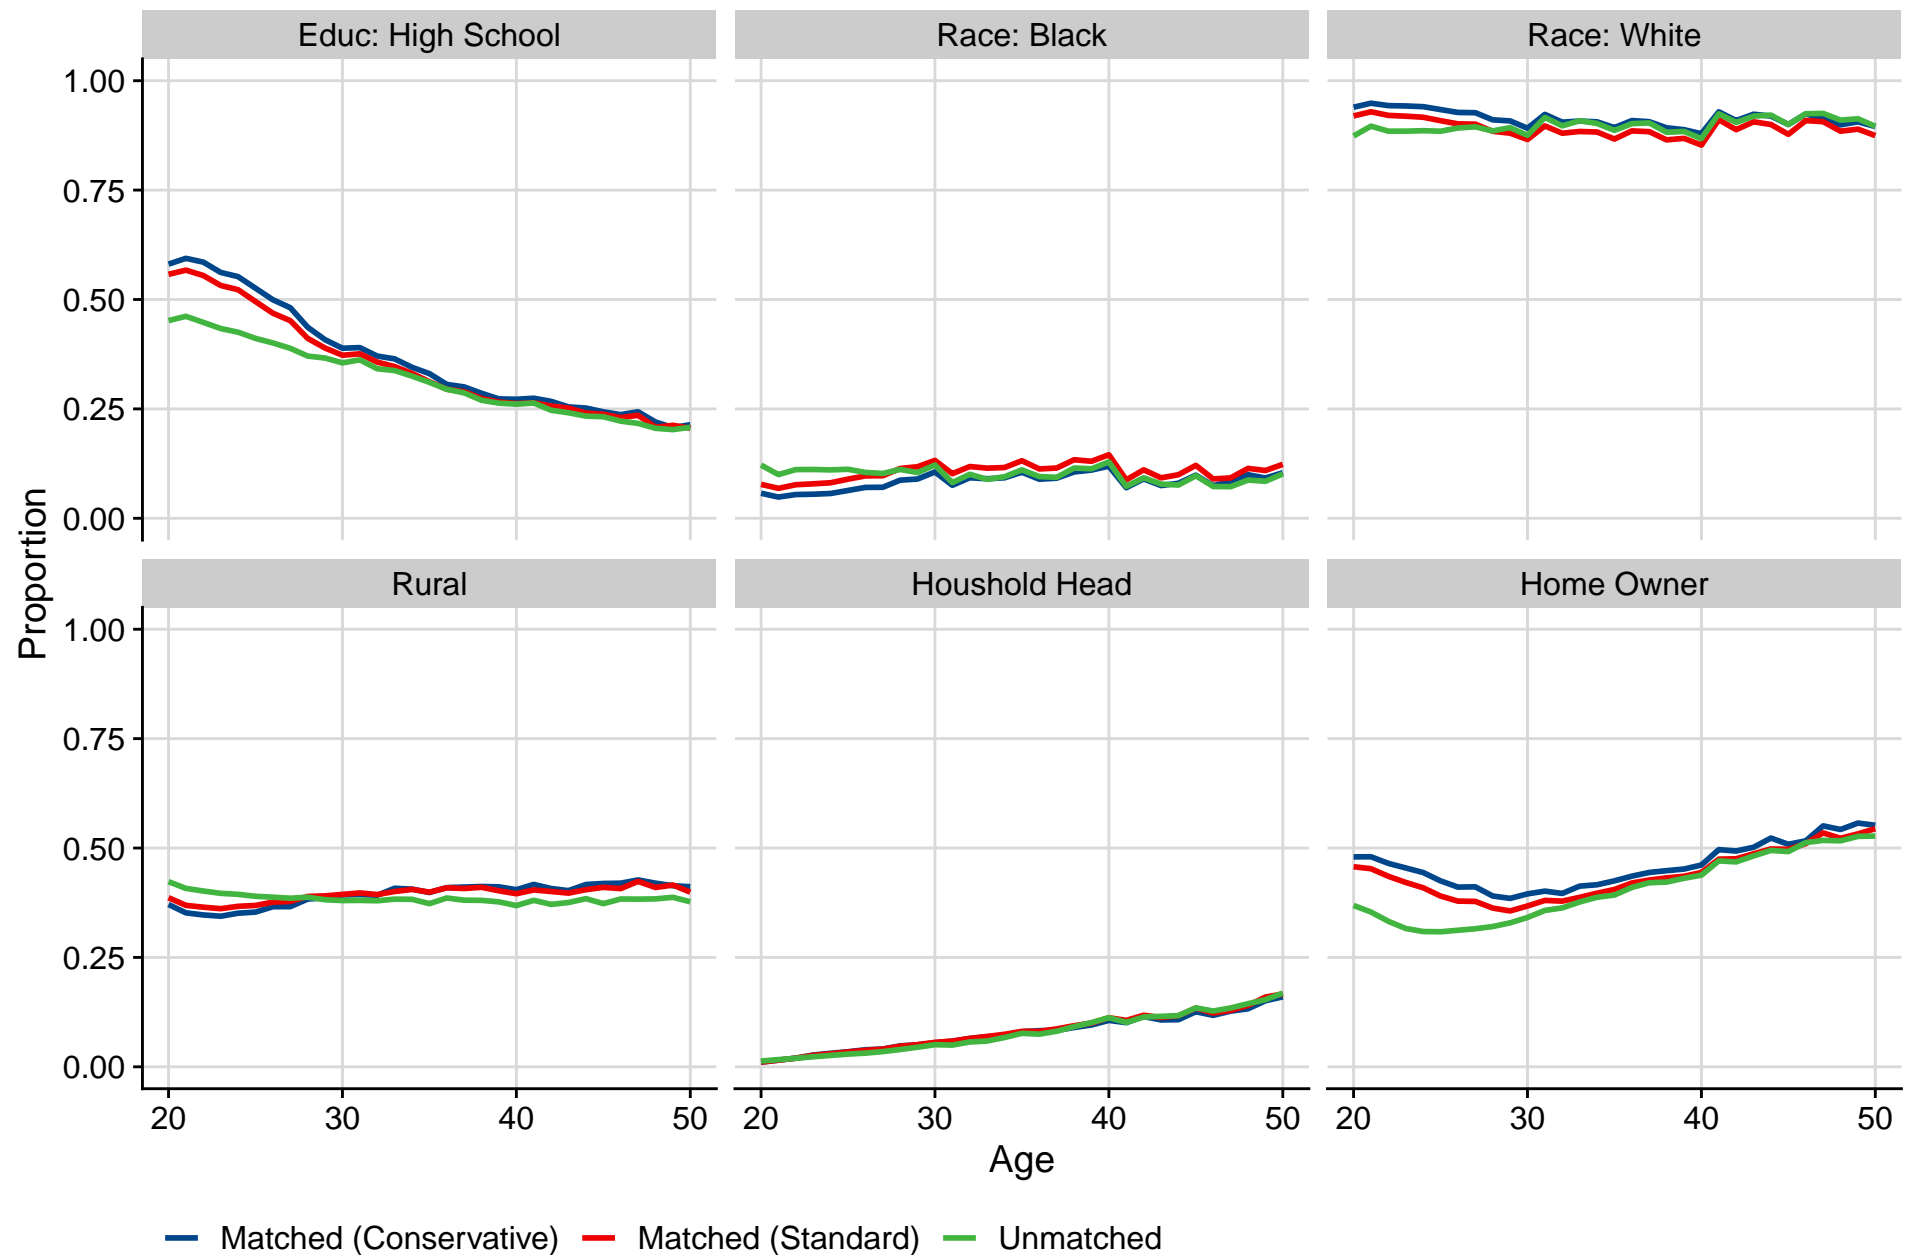 Educ: High School Race: Black Race: White
1.00
0.75
0.50
0.25
0.00
Proportion
Rural Houshold Head Home Owner
1.00
0.75
0.50
0.25
0.00
20 30 40 50 20 30 40 50 20 30 40 50
Age
Matched (Conservative) Matched (Standard) Unmatched